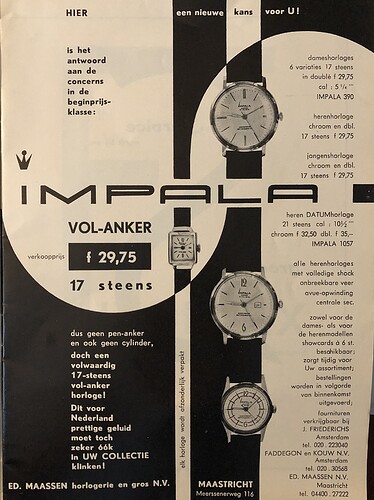 HIER een nieuwe kans voor U!
is het
antwoord
aan de
concerns
in de
beginprijs-
klasse:
dameshorloges
6 variaties 17 steens
in doublé f 29,75
cal : 5 ¼ '''
IMPALA 390
herenhorloge
chroom en dbl.
17 steens f 29,75
jongenshorloge
chroom en dbl.
17 steens f 29,75
IMPALA
VOL-ANKER
verkoopprijs f 29,75
17 steens
heren DATUMhorloge
21 steens cal : 10½ '''
chroom f 32,50 dbl. f 35,–
IMPALA 1057
alle herenhorloges
met volledige shock
onbreekbare veer
avue-opwinding
centrale sec.
zowel voor de
dames- als voor
de herenmodellen
showcards à 6 st.
beschikbaar;
zorgt tijdig voor
Uw assortiment;
bestellingen
worden in volgorde
van binnenkomst
uitgevoerd;
fournituren
verkrijgbaar bij
J. FRIEDERICHS
Amsterdam
tel. 020 . 223040
FADDEGON en KOUW N.V.
Amsterdam
tel. 020 . 30568
ED. MAASSEN N.V.
Maastricht
tel. 04400 - 27222
dus geen pen-anker
en ook geen cylinder,
doch een
volwaardig
17-steens
vol-anker
horloge!
Dit voor
Nederland
prettige geluid
moet toch
zeker óók
in UW COLLECTIE
klinken!
elk horloge wordt afzonderlijk verpakt
ED. MAASSEN horlogerie en gros N.V. MAASTRICHT
Meerssenerweg 116